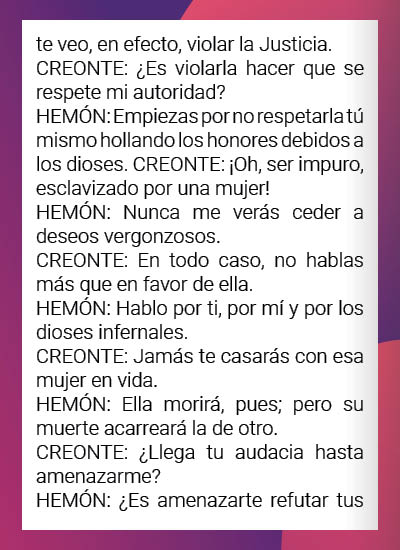 te veo, en efecto, violar la Justicia.
CREONTE: ¿Es violarla hacer que se
respete mi autoridad?
HEMÓN: Empiezas por no respetarla tú
mismo hollando los honores debidos a
los dioses. CREONTE: ¡Oh, ser impuro,
esclavizado por una mujer!
HEMÓN: Nunca me verás ceder a
deseos vergonzosos.
CREONTE: En todo caso, no hablas
más que en favor de ella.
HEMÓN: Hablo por ti, por mí y por los
dioses infernales.
CREONTE: Jamás te casarás con esa
mujer en vida.
HEMÓN: Ella morirá, pues; pero su
muerte acarreará la de otro.
CREONTE: ¿Llega tu audacia hasta
amenazarme?
HEMÓN: ¿Es amenazarte refutar tus